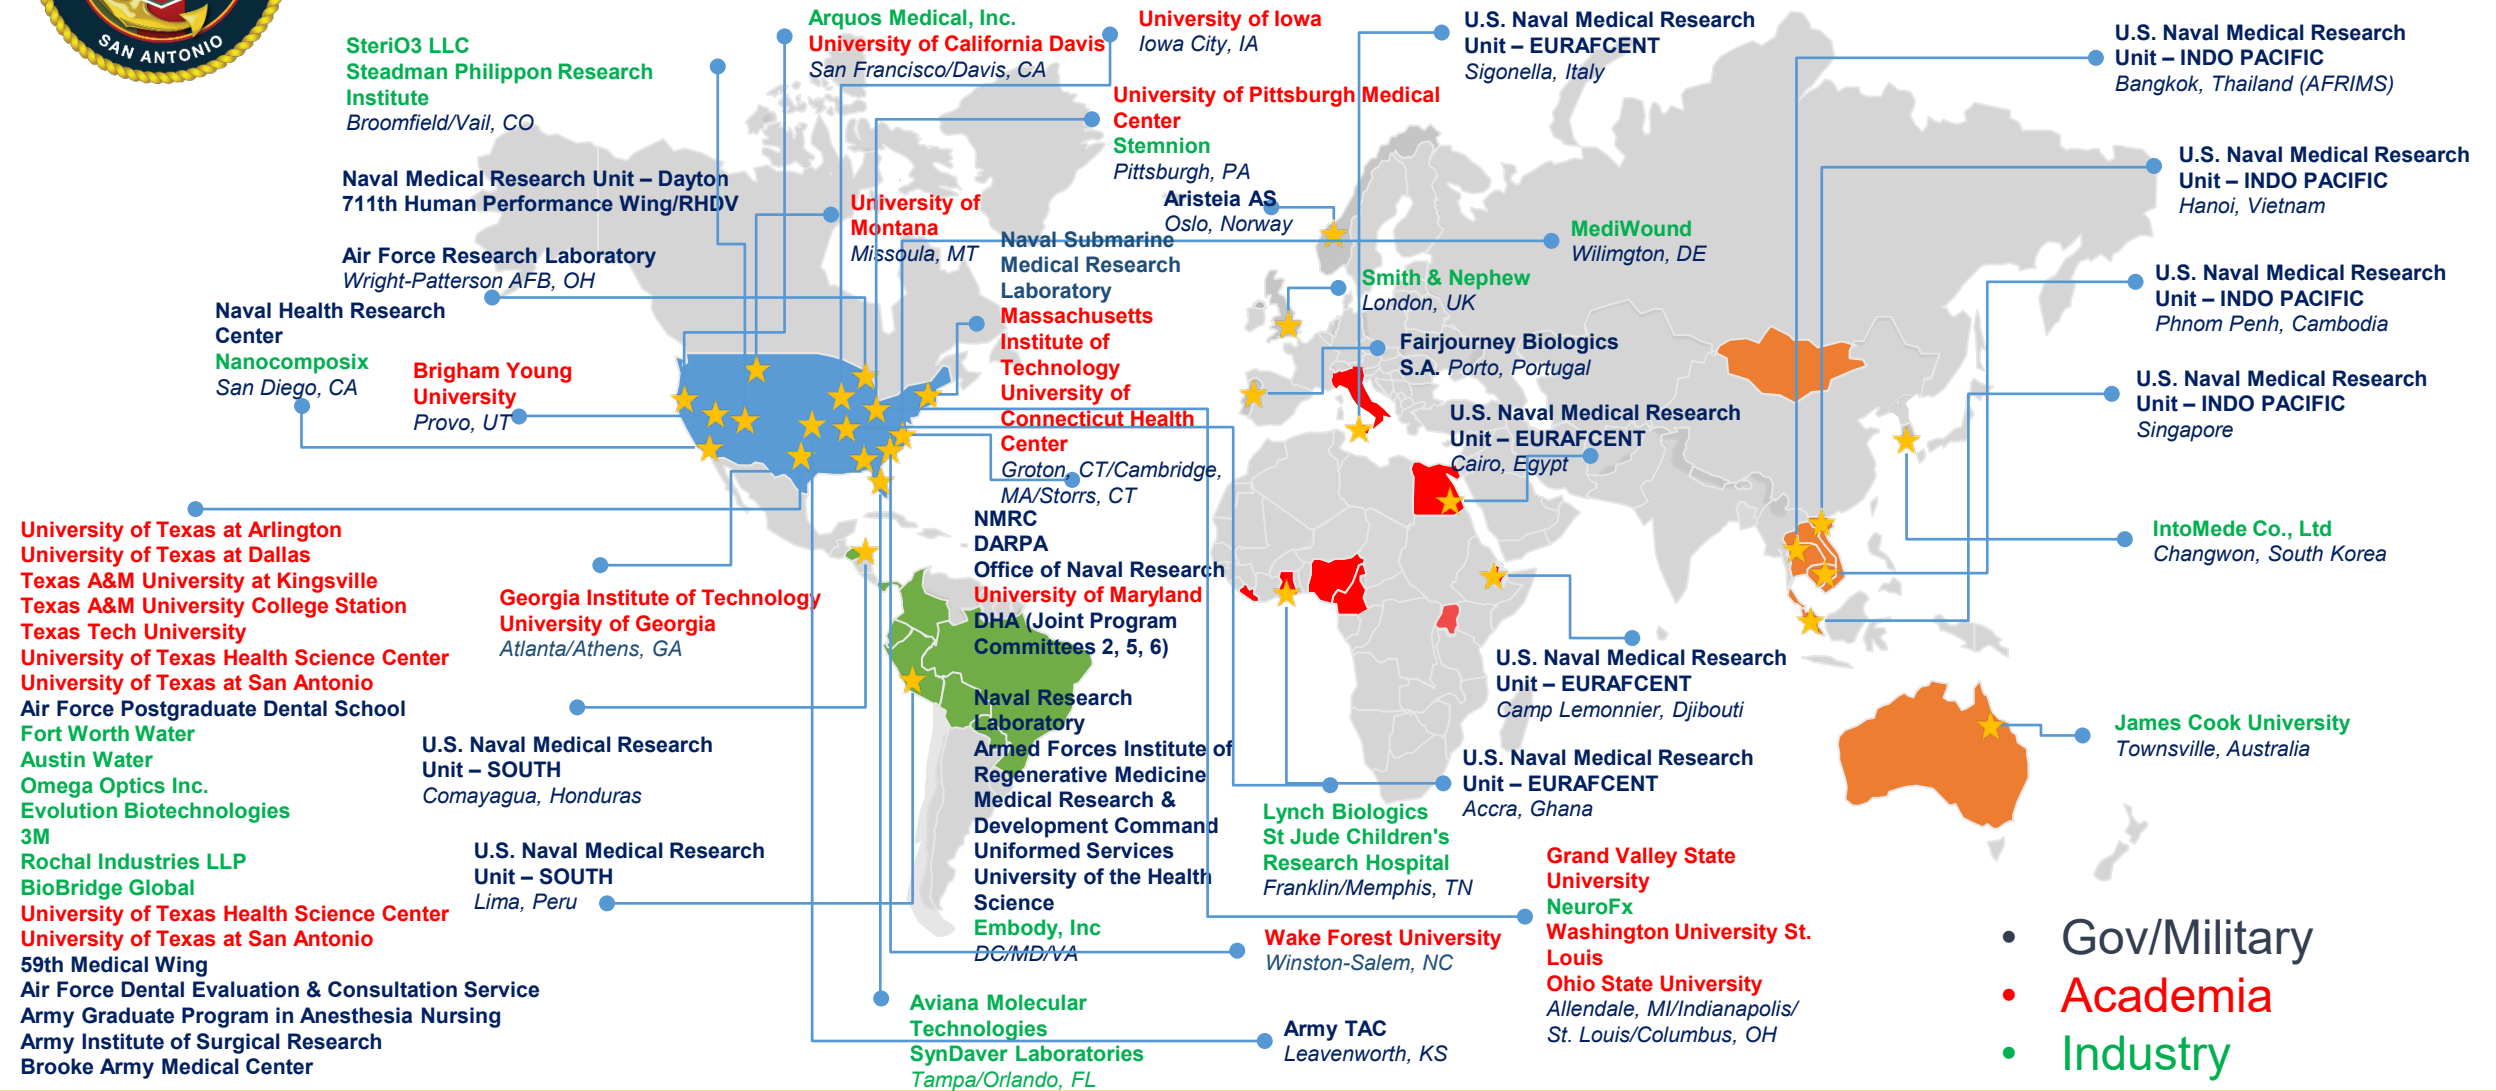 SAN ANTONIO
SteriO3 LLC
Steadman Philippon Research
Institute
Broomfield/Vail, CO
Arquos Medical, Inc.
University of California Davis
San Francisco/Davis, CA
University of Iowa
Iowa City, IA
U.S. Naval Medical Research
Unit – EURAFCENT
Sigonella, Italy
U.S. Naval Medical Research
Unit – INDO PACIFIC
Bangkok, Thailand (AFRIMS)
University of Pittsburgh Medical
Center
Stemnion
Pittsburgh, PA
U.S. Naval Medical Research
Unit – INDO PACIFIC
Hanoi, Vietnam
Naval Medical Research Unit – Dayton
711th Human Performance Wing/RHDV
Air Force Research Laboratory
Wright-Patterson AFB, OH
University of
Montana
Missoula, MT
Aristeia AS
Oslo, Norway
MediWound
Wilimgton, DE
Naval Submarine
Medical Research
Laboratory
Massachusetts
Institute of
Technology
University of
Connecticut Health
Center
Groton, CT/Cambridge,
MA/Storrs, CT
Smith & Nephew
London, UK
U.S. Naval Medical Research
Unit – INDO PACIFIC
Phnom Penh, Cambodia
Naval Health Research
Center
Nanocomposix
San Diego, CA
Brigham Young
University
Provo, UT
Fairjourney Biologics
S.A. Porto, Portugal
U.S. Naval Medical Research
Unit – INDO PACIFIC
Singapore
U.S. Naval Medical Research
Unit – EURAFCENT
Cairo, Egypt
IntoMede Co., Ltd
Changwon, South Korea
University of Texas at Arlington
University of Texas at Dallas
Texas A&M University at Kingsville
Texas A&M University College Station
Texas Tech University
University of Texas Health Science Center
University of Texas at San Antonio
Air Force Postgraduate Dental School
Fort Worth Water
Austin Water
Omega Optics Inc.
Evolution Biotechnologies
3M
Rochal Industries LLP
BioBridge Global
University of Texas Health Science Center
University of Texas at San Antonio
59th Medical Wing
Air Force Dental Evaluation & Consultation Service
Army Graduate Program in Anesthesia Nursing
Army Institute of Surgical Research
Brooke Army Medical Center
Georgia Institute of Technology
University of Georgia
Atlanta/Athens, GA
U.S. Naval Medical Research
Unit – SOUTH
Comayagua, Honduras
U.S. Naval Medical Research
Unit – SOUTH
Lima, Peru
NMRC
DARPA
Office of Naval Research
University of Maryland
DHA (Joint Program
Committees 2, 5, 6)
Naval Research
Laboratory
Armed Forces Institute of
Regenerative Medicine
Medical Research &
Development Command
Uniformed Services
University of the Health
Science
Embody, Inc
DC/MD/VA
U.S. Naval Medical Research
Unit – EURAFCENT
Camp Lemonnier, Djibouti
U.S. Naval Medical Research
Unit – EURAFCENT
Accra, Ghana
James Cook University
Townsville, Australia
Lynch Biologics
St Jude Children's
Research Hospital
Franklin/Memphis, TN
Grand Valley State
University
NeuroFx
Washington University St.
Louis
Ohio State University
Allendale, MI/Indianapolis/
St. Louis/Columbus, OH
Wake Forest University
Winston-Salem, NC
Aviana Molecular
Technologies
SynDaver Laboratories
Tampa/Orlando, FL
Army TAC
Leavenworth, KS
• Gov/Military
• Academia
• Industry